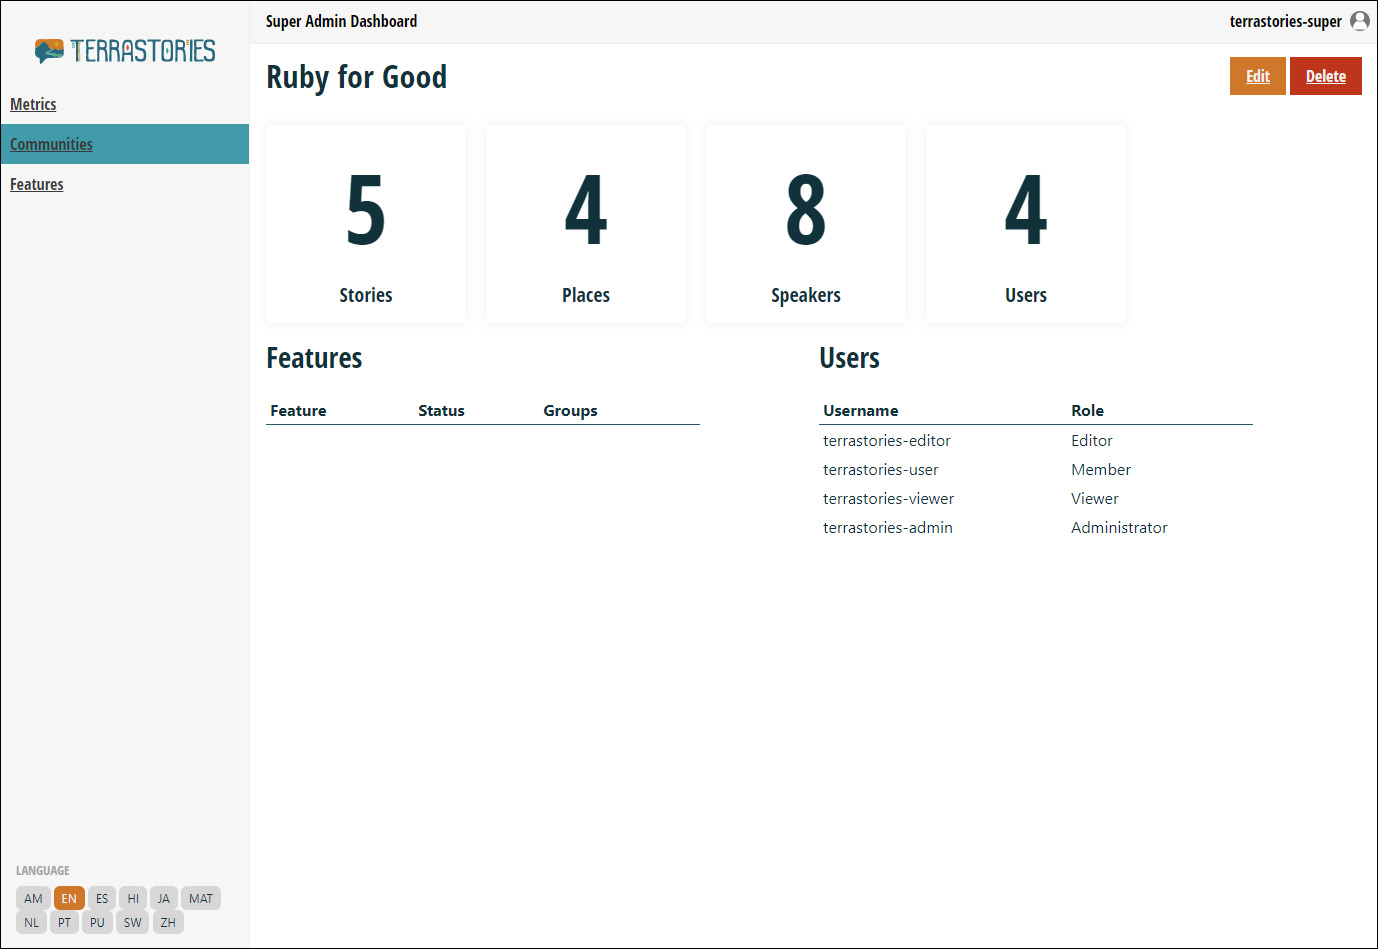 TERRASTORIES
Metrics
Communities
Features
LANGUAGE
AM EN ES HI JA MAT
NL PT PU SW ZH
Super Admin Dashboard
terrastories-super
Ruby for Good
Edit Delete
5 4 8 4
Stories Places Speakers Users
Features
Feature Status Groups
Users
Username Role
terrastories-editor Editor
terrastories-user Member
terrastories-viewer Viewer
terrastories-admin Administrator